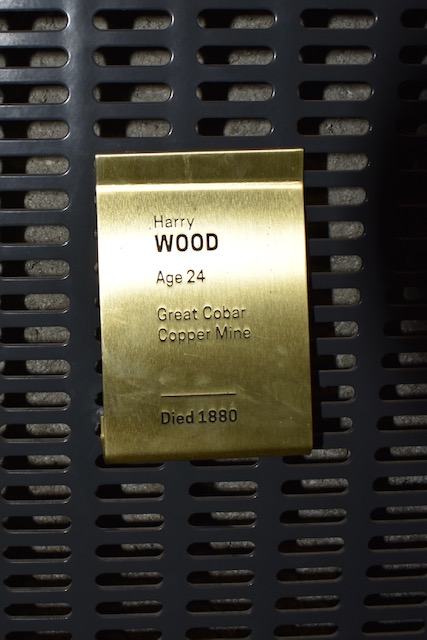 Harry
WOOD
Age 24
Great Cobar
Copper Mine
Died 1880